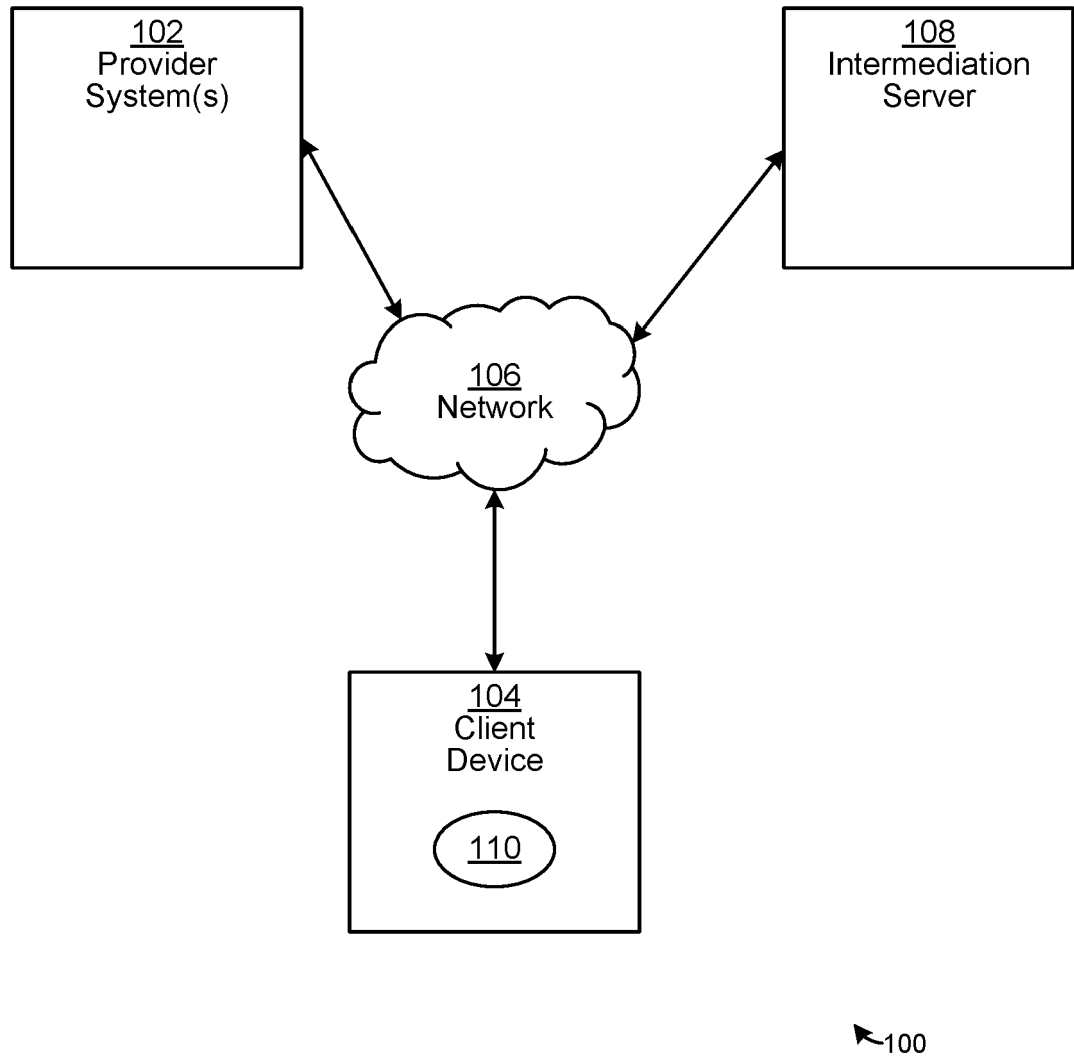 102
Provider
System(s)
108
Intermediation
Server
106
Network
104
Client
Device
110
100